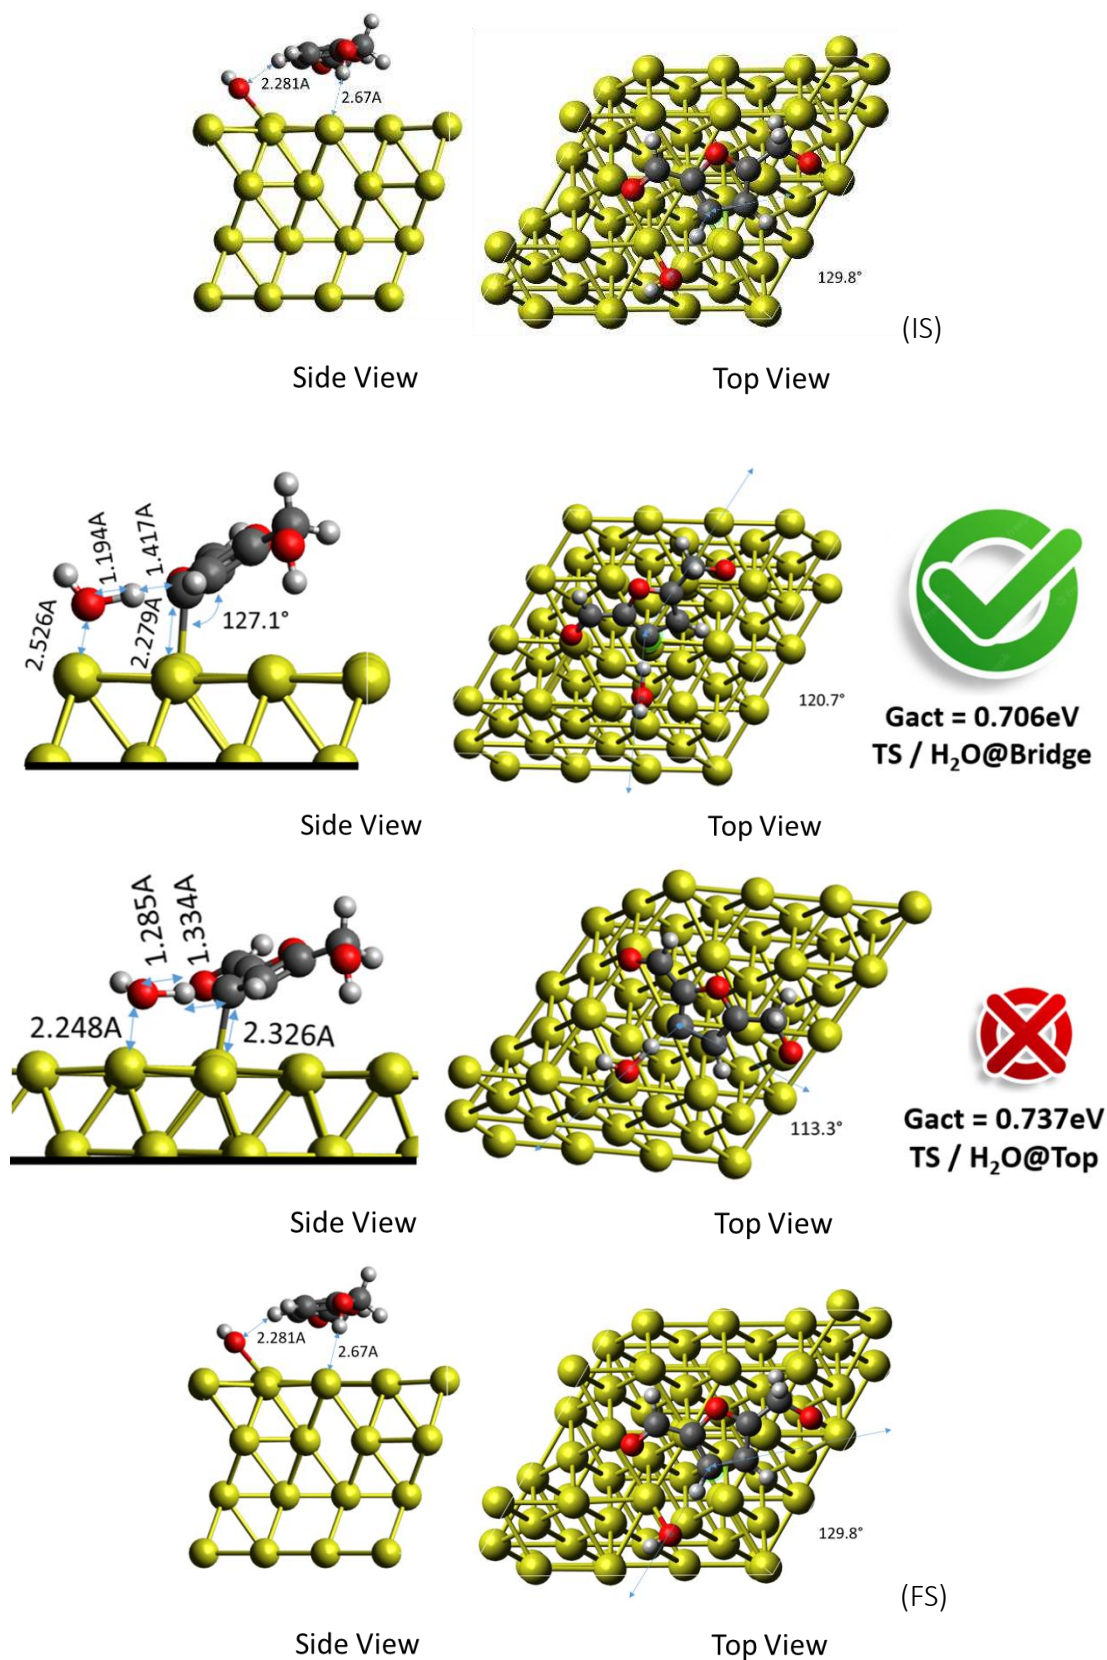 2.281A
2.67A
129.8°
(IS)
Side View
Top View
1.194A
1.417A
2.526A
2.279A
127.1°
120.7°
Gact = 0.706eV
TS / H₂O@Bridge
Side View
Top View
1.285A
1.334A
2.248A
2.326A
113.3°
Gact = 0.737eV
TS / H₂O@Top
Side View
Top View
2.281A
2.67A
129.8°
(FS)
Side View
Top View